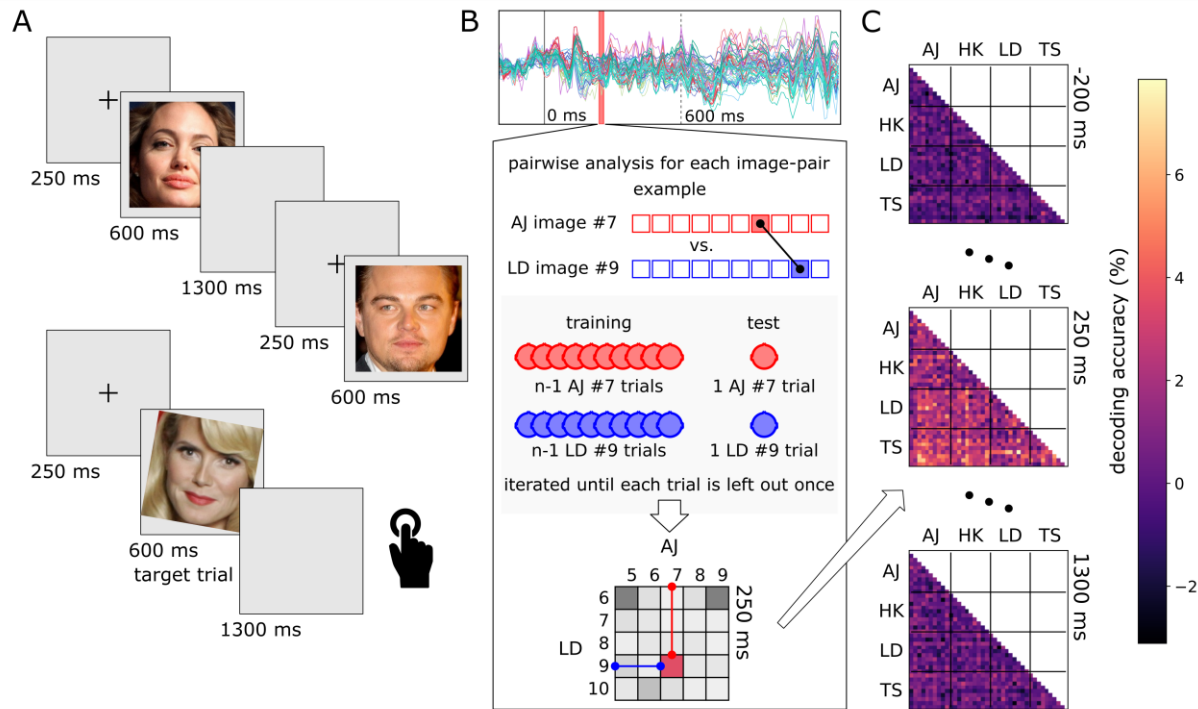 A
250 ms
600 ms
1300 ms
250 ms
600 ms
250 ms
600 ms
target trial
1300 ms
B
0 ms
600 ms
pairwise analysis for each image-pair
example
AJ image #7
vs.
LD image #9
training
test
n-1 AJ #7 trials
1 AJ #7 trial
n-1 LD #9 trials
1 LD #9 trial
iterated until each trial is left out once
AJ
5 6 7 8 9
6
7
8
9
10
LD
250 ms
C
AJ HK LD TS
AJ
HK
LD
TS
-200 ms
AJ HK LD TS
AJ
HK
LD
TS
250 ms
AJ HK LD TS
AJ
HK
LD
TS
1300 ms
decoding accuracy (%)
6
4
2
0
−2